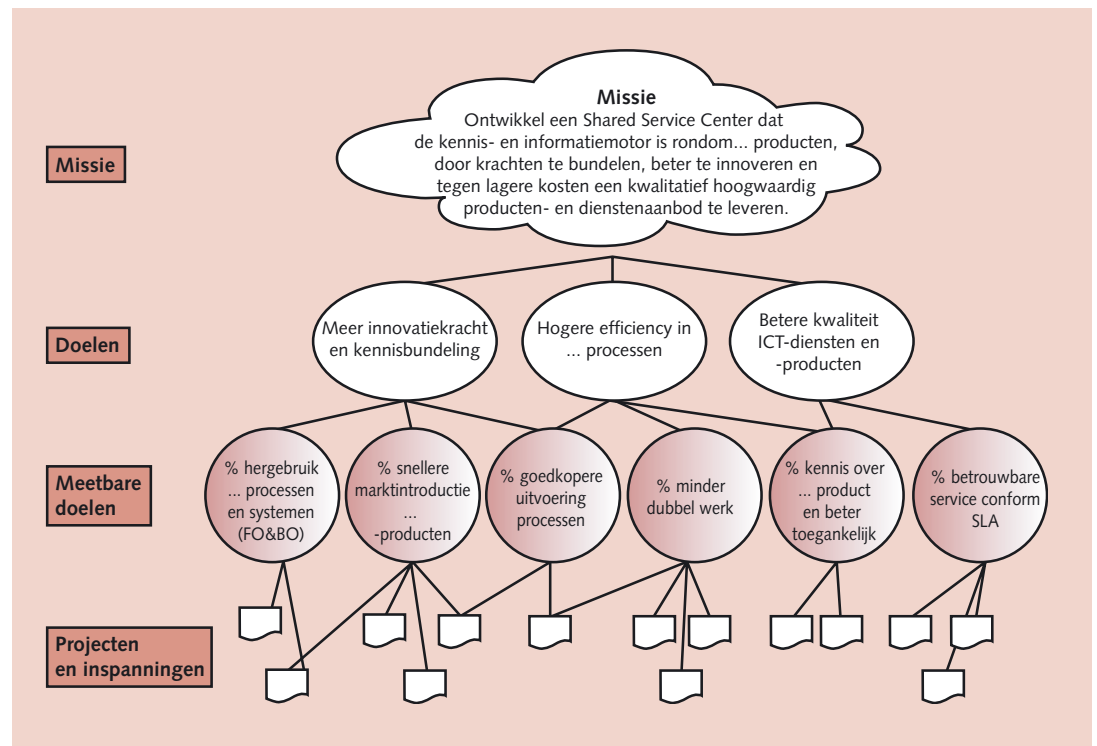 Missie
Missie
Ontwikkel een Shared Service Center dat
de kennis- en informatiemotor is rondom... producten,
door krachten te bundelen, beter te innoveren en
tegen lagere kosten een kwalitatief hoogwaardig
producten- en dienstenaanbod te leveren.
Doelen
Meer innovatiekracht
en kennisbundeling
Hogere efficiency in
... processen
Betere kwaliteit
ICT-diensten en
-producten
Meetbare
doelen
% hergebruik
... processen
en systemen
(FO&BO)
% snellere
marktintroductie
...
-producten
% goedkopere
uitvoering
processen
% minder
dubbel werk
% kennis over
... product
en beter
toegankelijk
% betrouwbare
service conform
SLA
Projecten
en inspanningen